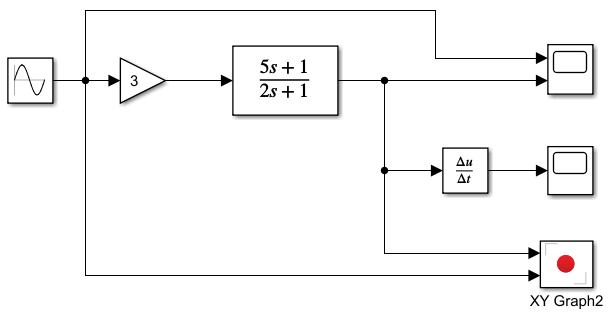 3
5s + 1
2s + 1
Δu
Δt
XY Graph2